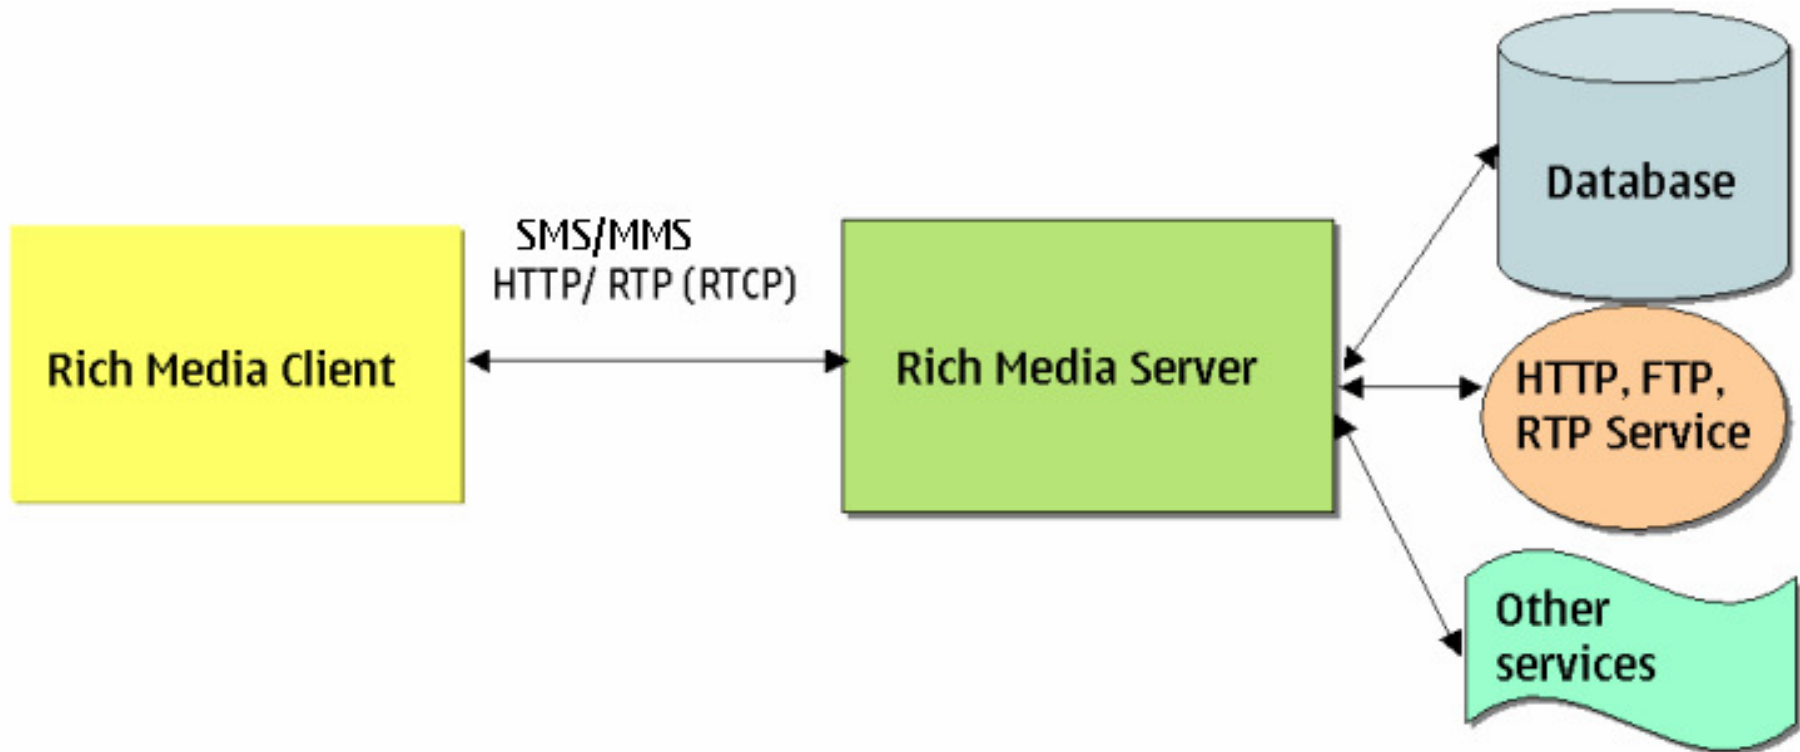 Rich Media Client
SMS/MMS
HTTP/ RTP (RTCP)
Rich Media Server
Database
HTTP, FTP,
RTP Service
Other
services